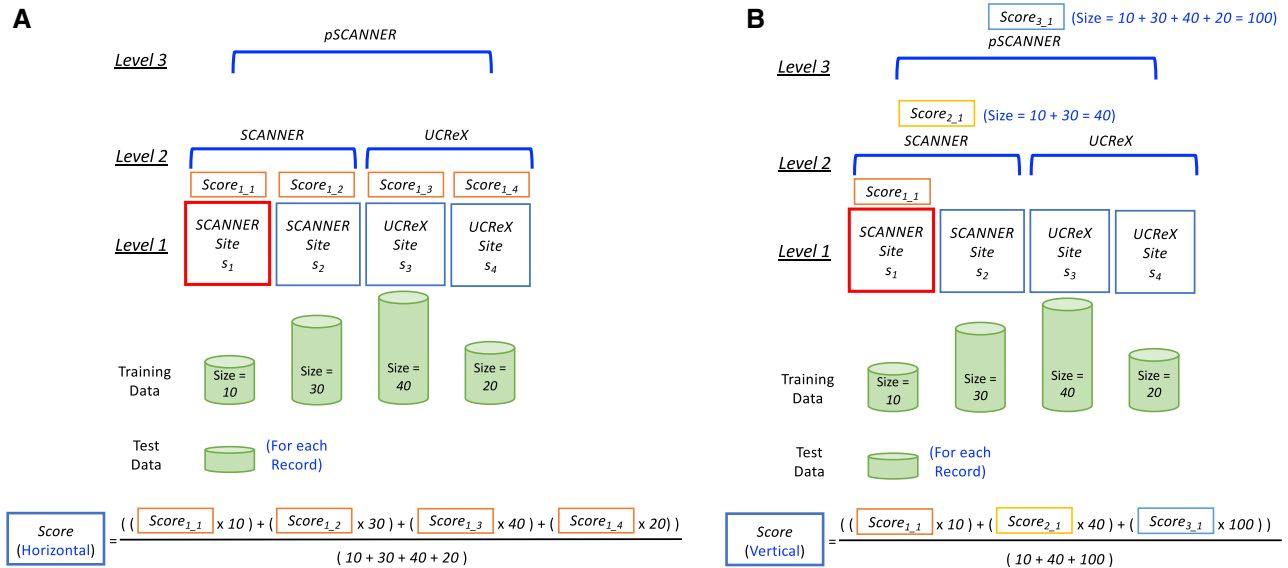 A
pSCANNER
Level 3
SCANNER
UCReX
Level 2
Score1_1
Score1_2
Score1_3
Score1_4
Level 1
SCANNER
Site
s1
SCANNER
Site
s2
UCReX
Site
s3
UCReX
Site
s4
Training
Data
Size =
10
Size =
30
Size =
40
Size =
20
Test
Data
(For each
Record)
Score
(Horizontal)
= ( ( Score1_1 x 10 ) + ( Score1_2 x 30 ) + ( Score1_3 x 40 ) + ( Score1_4 x 20) )
( 10 + 30 + 40 + 20 )
B
Score3_1 (Size = 10 + 30 + 40 + 20 = 100)
pSCANNER
Level 3
Score2_1 (Size = 10 + 30 = 40)
SCANNER
UCReX
Level 2
Score1_1
Level 1
SCANNER
Site
s1
SCANNER
Site
s2
UCReX
Site
s3
UCReX
Site
s4
Training
Data
Size =
10
Size =
30
Size =
40
Size =
20
Test
Data
(For each
Record)
Score
(Vertical)
= ( ( Score1_1 x 10 ) + ( Score2_1 x 40 ) + ( Score3_1 x 100 ) )
( 10 + 40 + 100 )